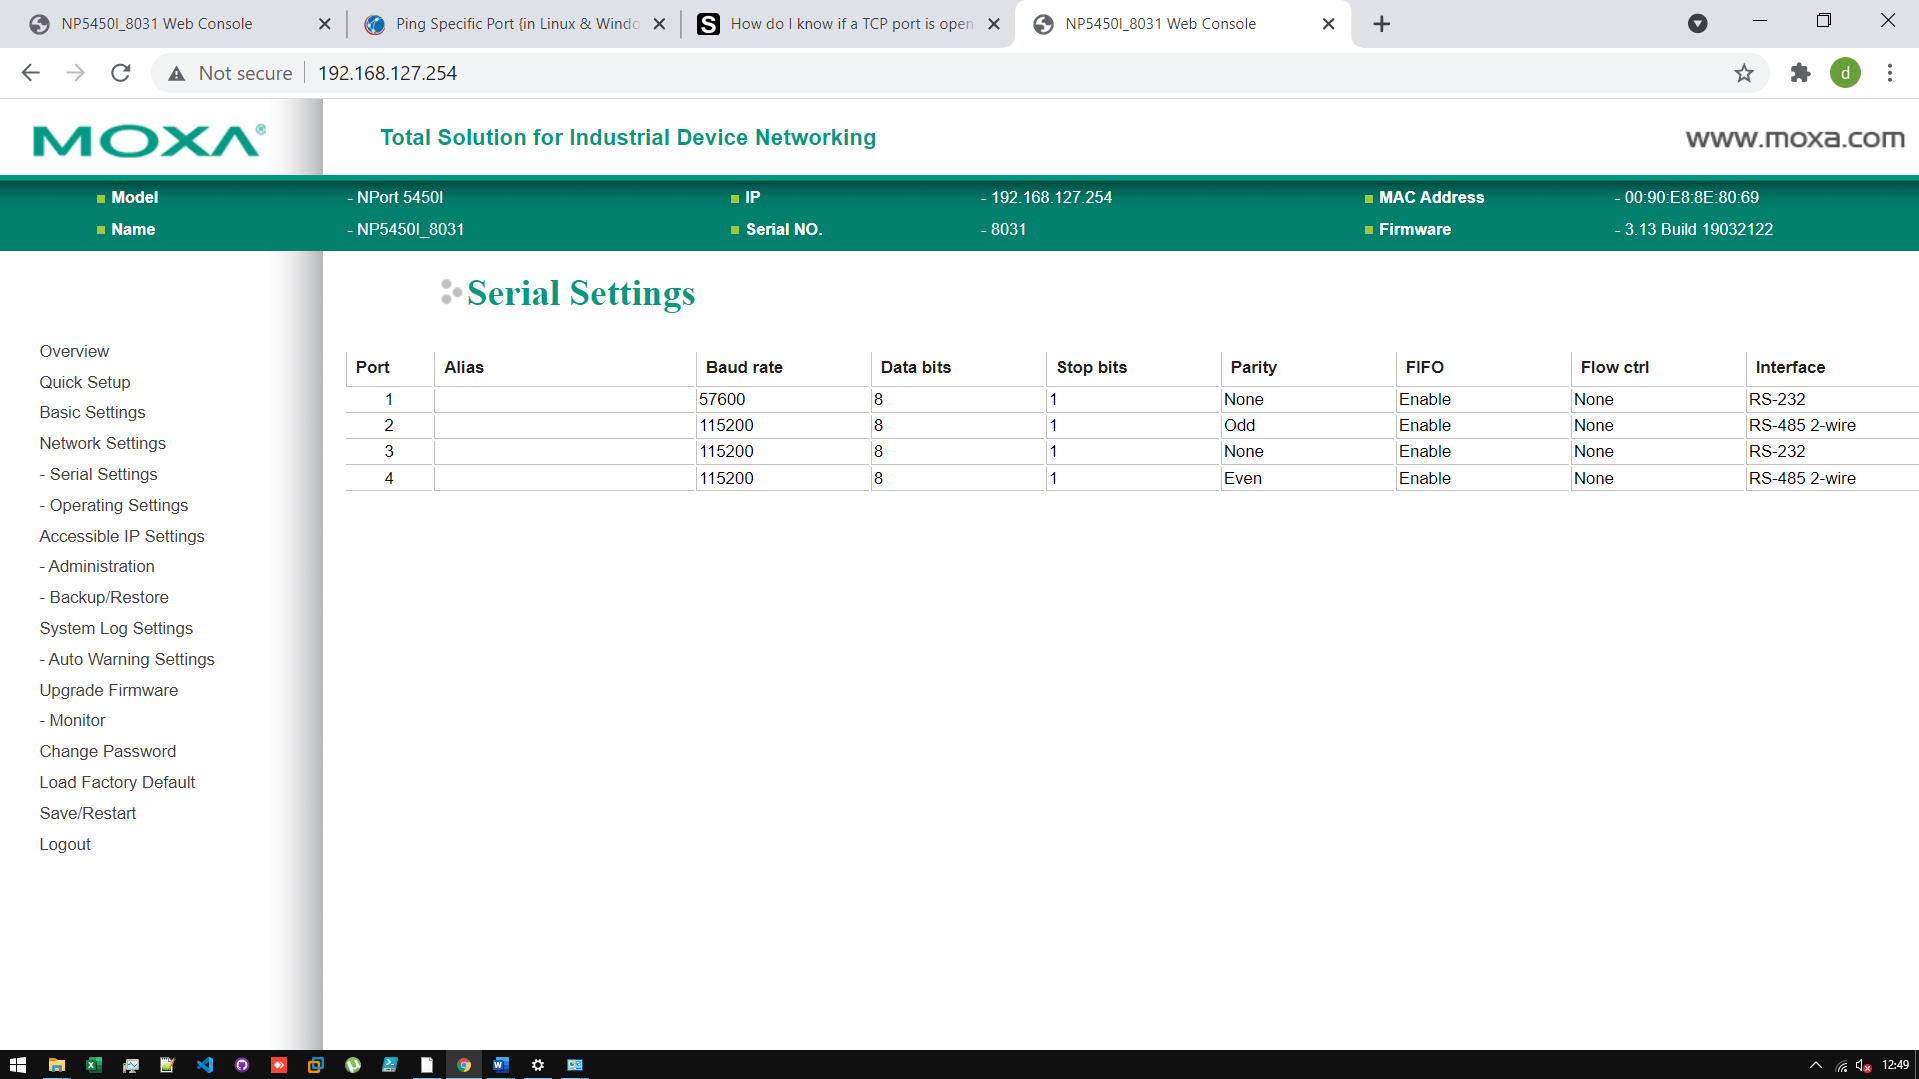 NP5450I_8031 Web Console
Ping Specific Port {in Linux & Windo
How do I know if a TCP port is open
NP5450I_8031 Web Console
Not secure
192.168.127.254
d
MOXA®
Total Solution for Industrial Device Networking
www.moxa.com
Model - NPort 5450I IP - 192.168.127.254 MAC Address - 00:90:E8:8E:80:69
Name - NP5450I_8031 Serial NO. - 8031 Firmware - 3.13 Build 19032122
Serial Settings
Overview
Quick Setup
Basic Settings
Network Settings
- Serial Settings
- Operating Settings
Accessible IP Settings
- Administration
- Backup/Restore
System Log Settings
- Auto Warning Settings
Upgrade Firmware
- Monitor
Change Password
Load Factory Default
Save/Restart
Logout
Port Alias Baud rate Data bits Stop bits Parity FIFO Flow ctrl Interface
1 57600 8 1 None Enable None RS-232
2 115200 8 1 Odd Enable None RS-485 2-wire
3 115200 8 1 None Enable None RS-232
4 115200 8 1 Even Enable None RS-485 2-wire
12:49